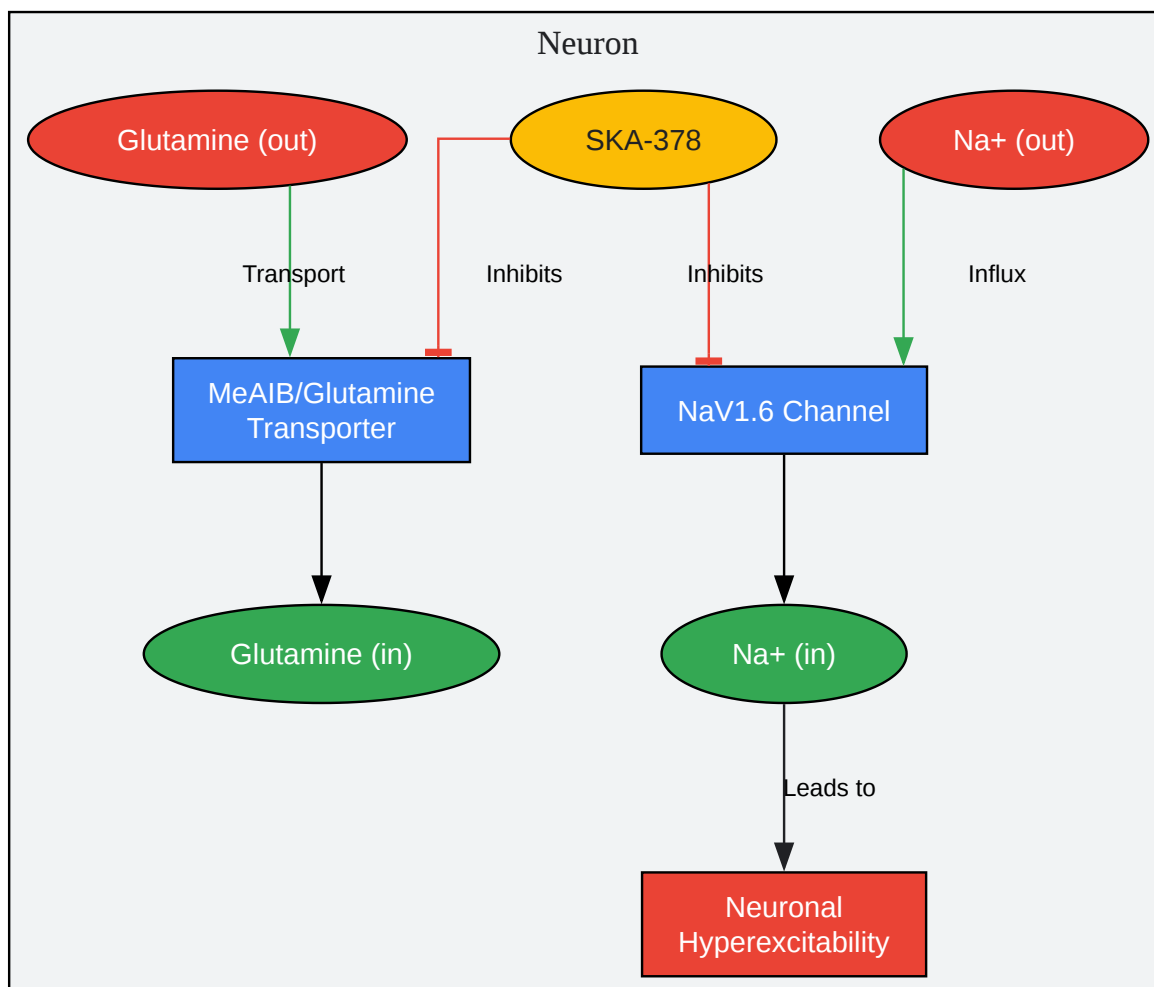 Neuron
Glutamine (out)
SKA-378
Na+ (out)
Transport
Inhibits
Inhibits
Influx
MeAIB/Glutamine
Transporter
NaV1.6 Channel
Glutamine (in)
Na+ (in)
Leads to
Neuronal
Hyperexcitability